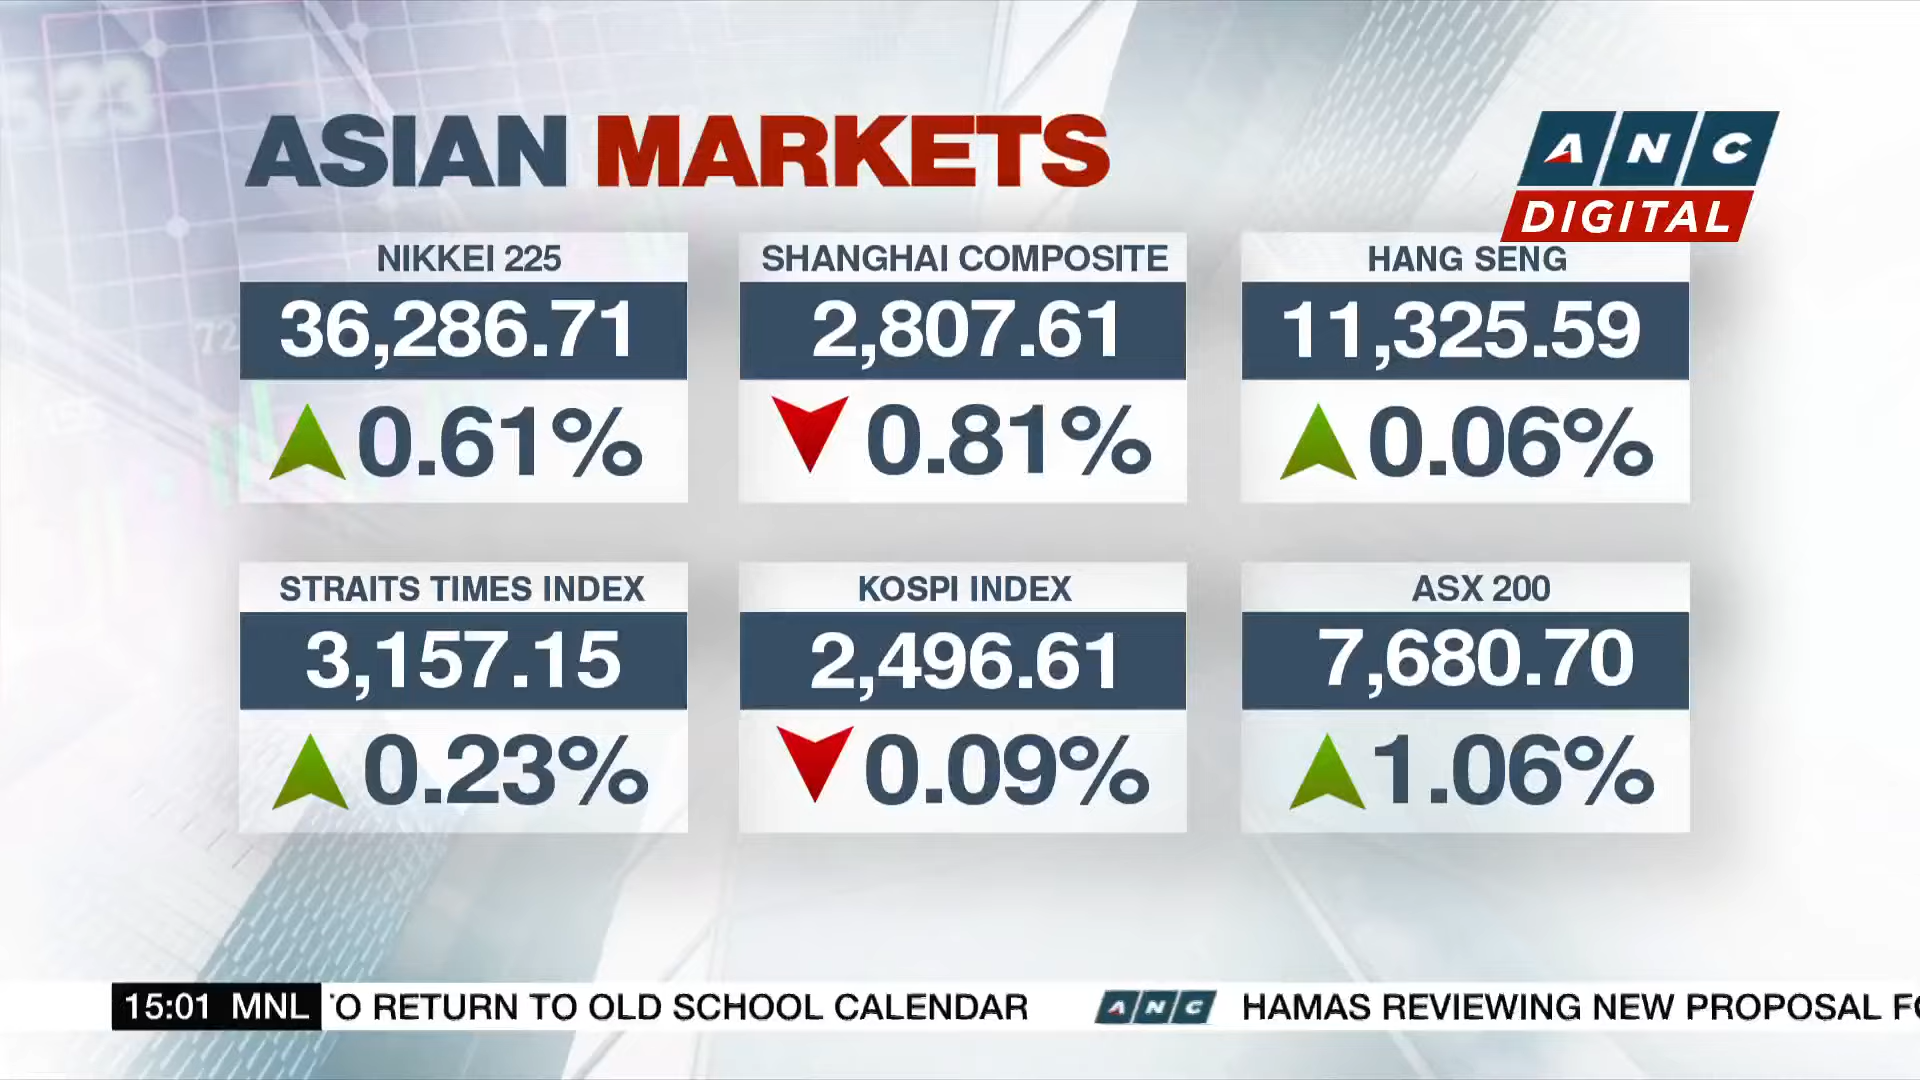 ASIAN MARKETS
ANC
DIGITAL
NIKKEI 225
36,286.71
0.61%
SHANGHAI COMPOSITE
2,807.61
0.81%
HANG SENG
11,325.59
0.06%
STRAITS TIMES INDEX
3,157.15
0.23%
KOSPI INDEX
2,496.61
0.09%
ASX 200
7,680.70
1.06%
15:01 MNL O RETURN TO OLD SCHOOL CALENDAR ANC HAMAS REVIEWING NEW PROPOSAL